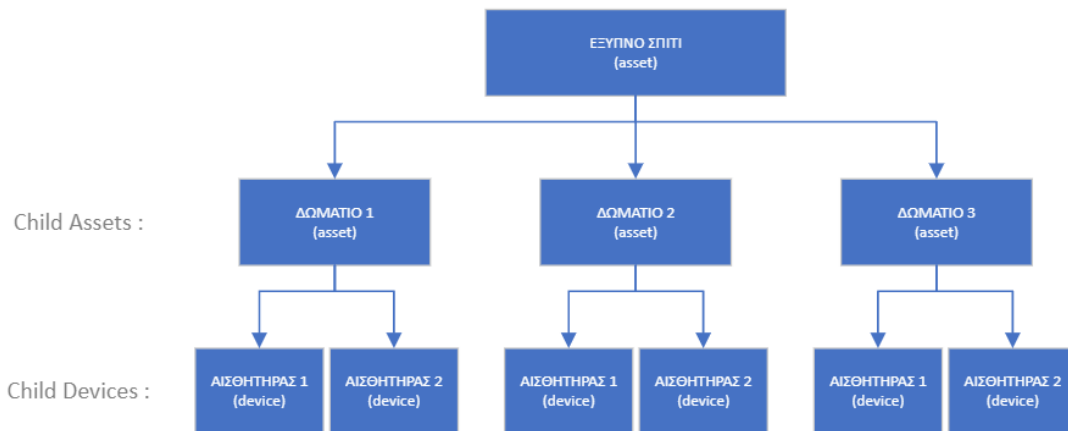 ΕΞΥΠΝΟ ΣΠΙΤΙ
(asset)
Child Assets :
ΔΩΜΑΤΙΟ 1
(asset)
ΔΩΜΑΤΙΟ 2
(asset)
ΔΩΜΑΤΙΟ 3
(asset)
Child Devices :
ΑΙΣΘΗΤΗΡΑΣ 1
(device)
ΑΙΣΘΗΤΗΡΑΣ 2
(device)
ΑΙΣΘΗΤΗΡΑΣ 1
(device)
ΑΙΣΘΗΤΗΡΑΣ 2
(device)
ΑΙΣΘΗΤΗΡΑΣ 1
(device)
ΑΙΣΘΗΤΗΡΑΣ 2
(device)